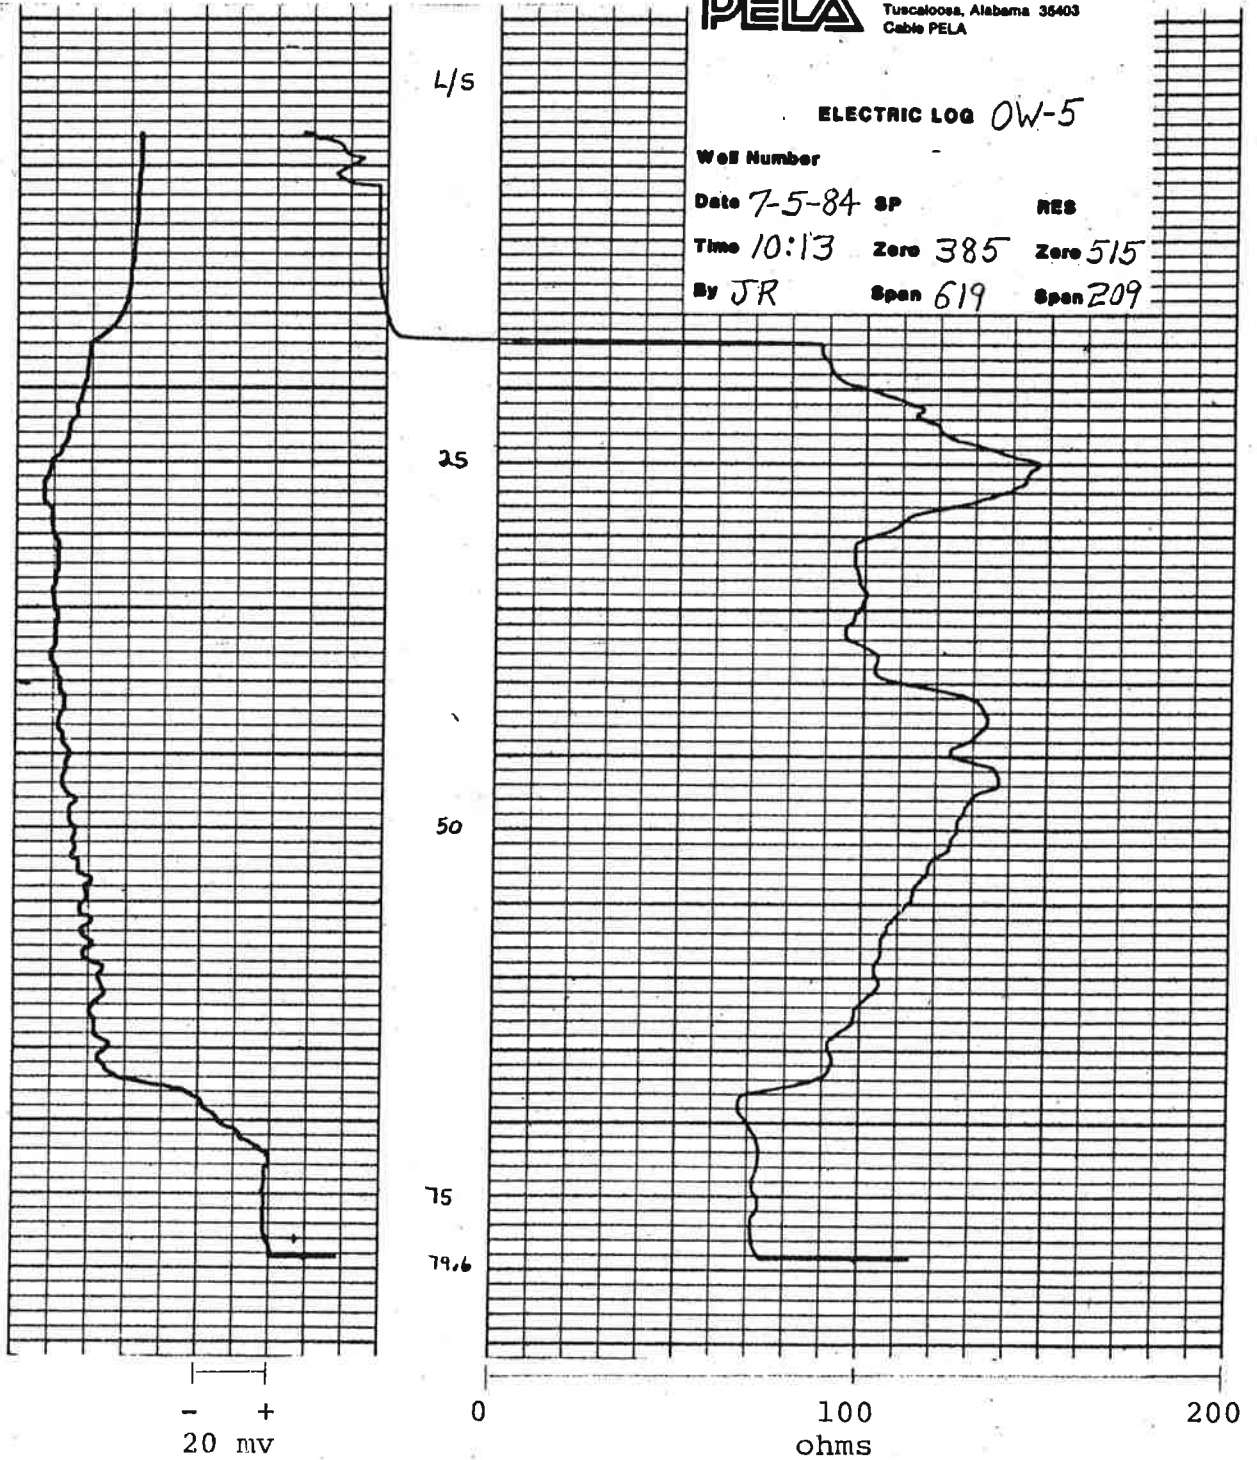 PELA
Tuscaloosa, Alabama 35403
Cable PELA
L/S
ELECTRIC LOG OW-5
Well Number
Date 7-5-84 SP RES
Time 10:13 Zero 385 Zero 515
By JR Span 619 Span 209
25
50
75
79.6
- +
20 mv
0 100 200
ohms